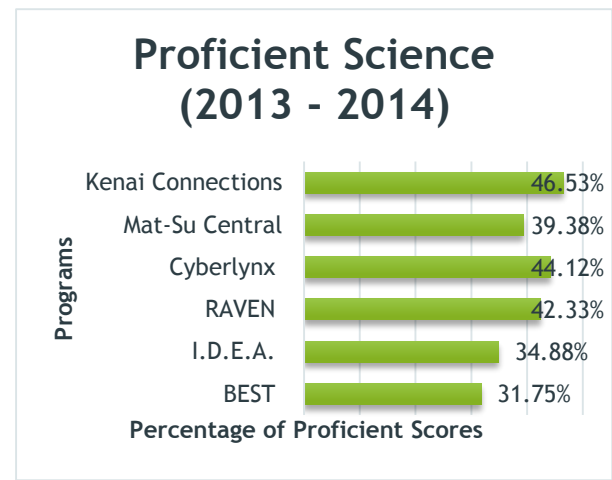 Proficient Science
(2013 - 2014)
Kenai Connections 46.53%
Mat-Su Central 39.38%
Cyberlynx 44.12%
RAVEN 42.33%
I.D.E.A. 34.88%
BEST 31.75%
Programs
Percentage of Proficient Scores